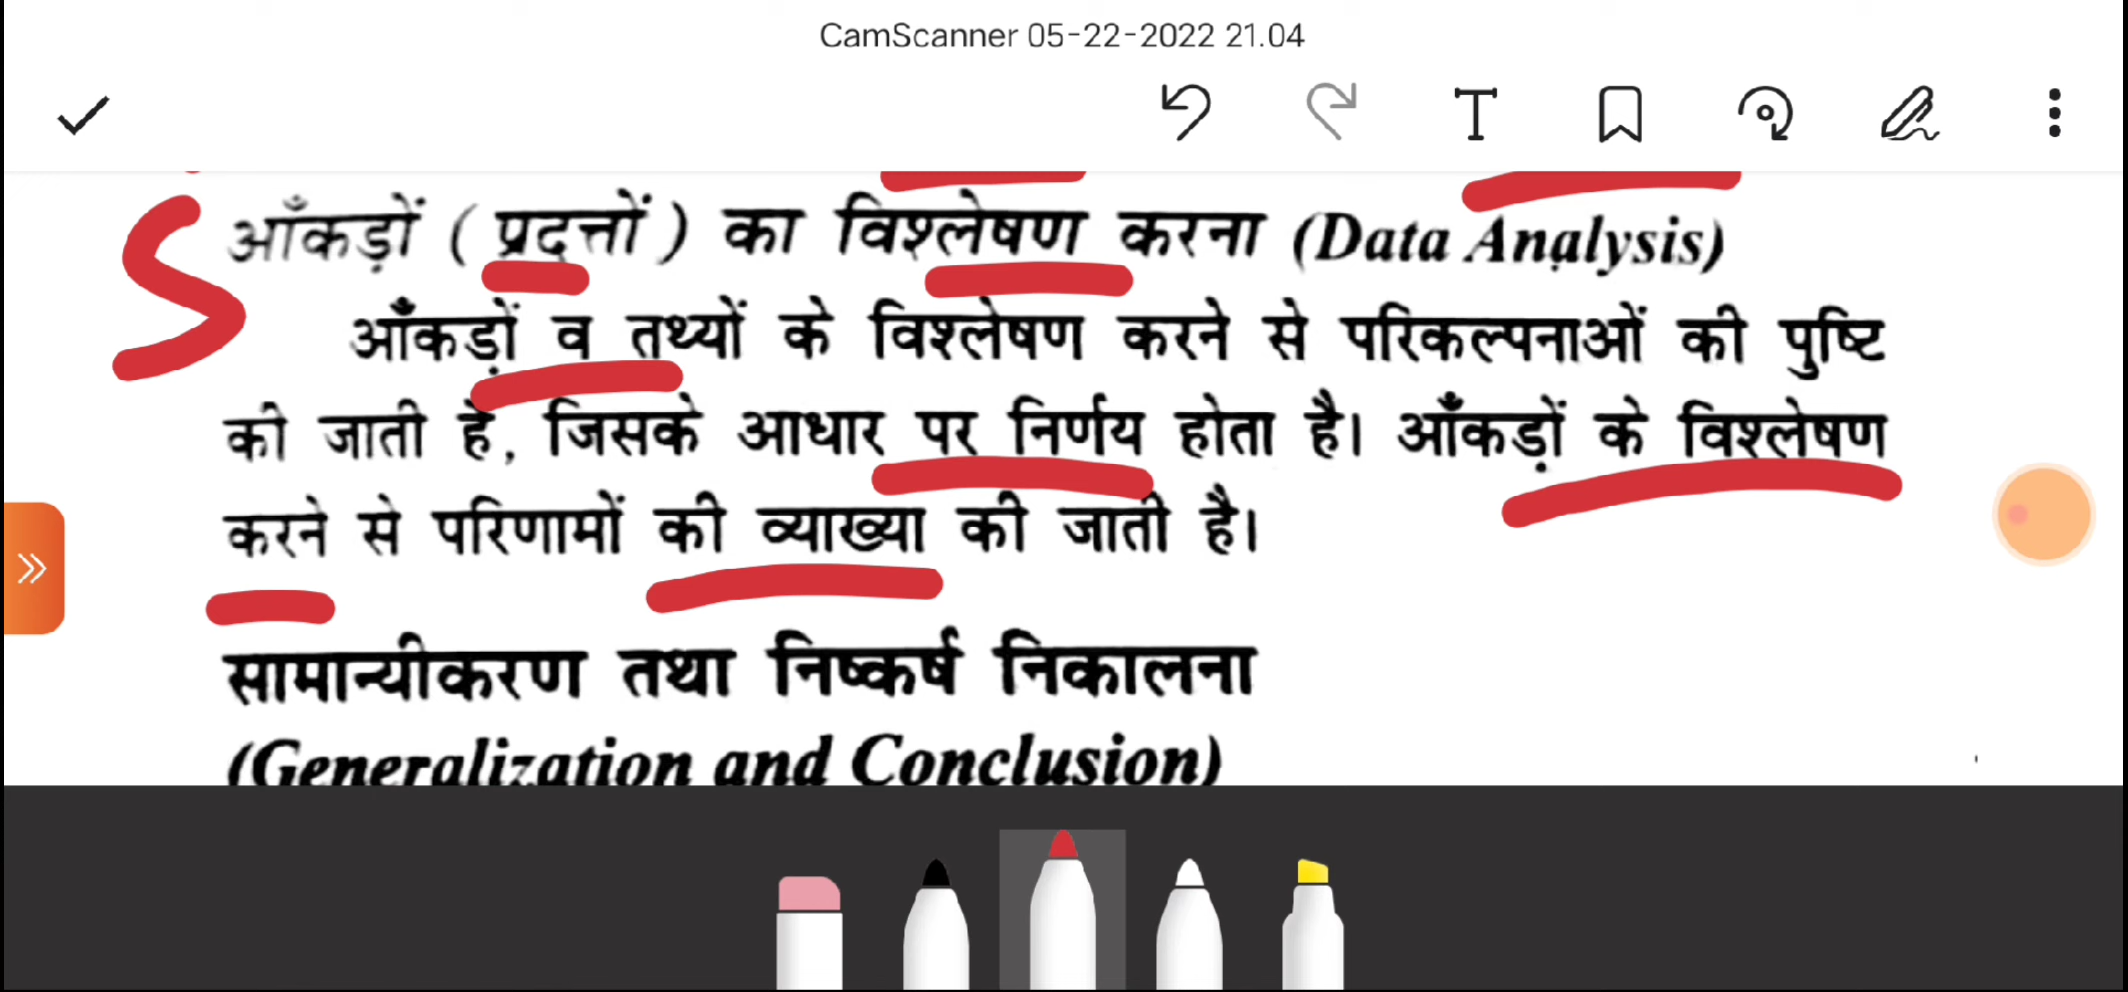 CamScanner 05-22-2022 21.04
आँकड़ों ( प्रदत्तों ) का विश्लेषण करना (Data Analysis)
आँकड़ों व तथ्यों के विश्लेषण करने से परिकल्पनाओं की पुष्टि
की जाती है, जिसके आधार पर निर्णय होता है। आँकड़ों के विश्लेषण
करने से परिणामों की व्याख्या की जाती है।
सामान्यीकरण तथा निष्कर्ष निकालना
(Generalization and Conclusion)